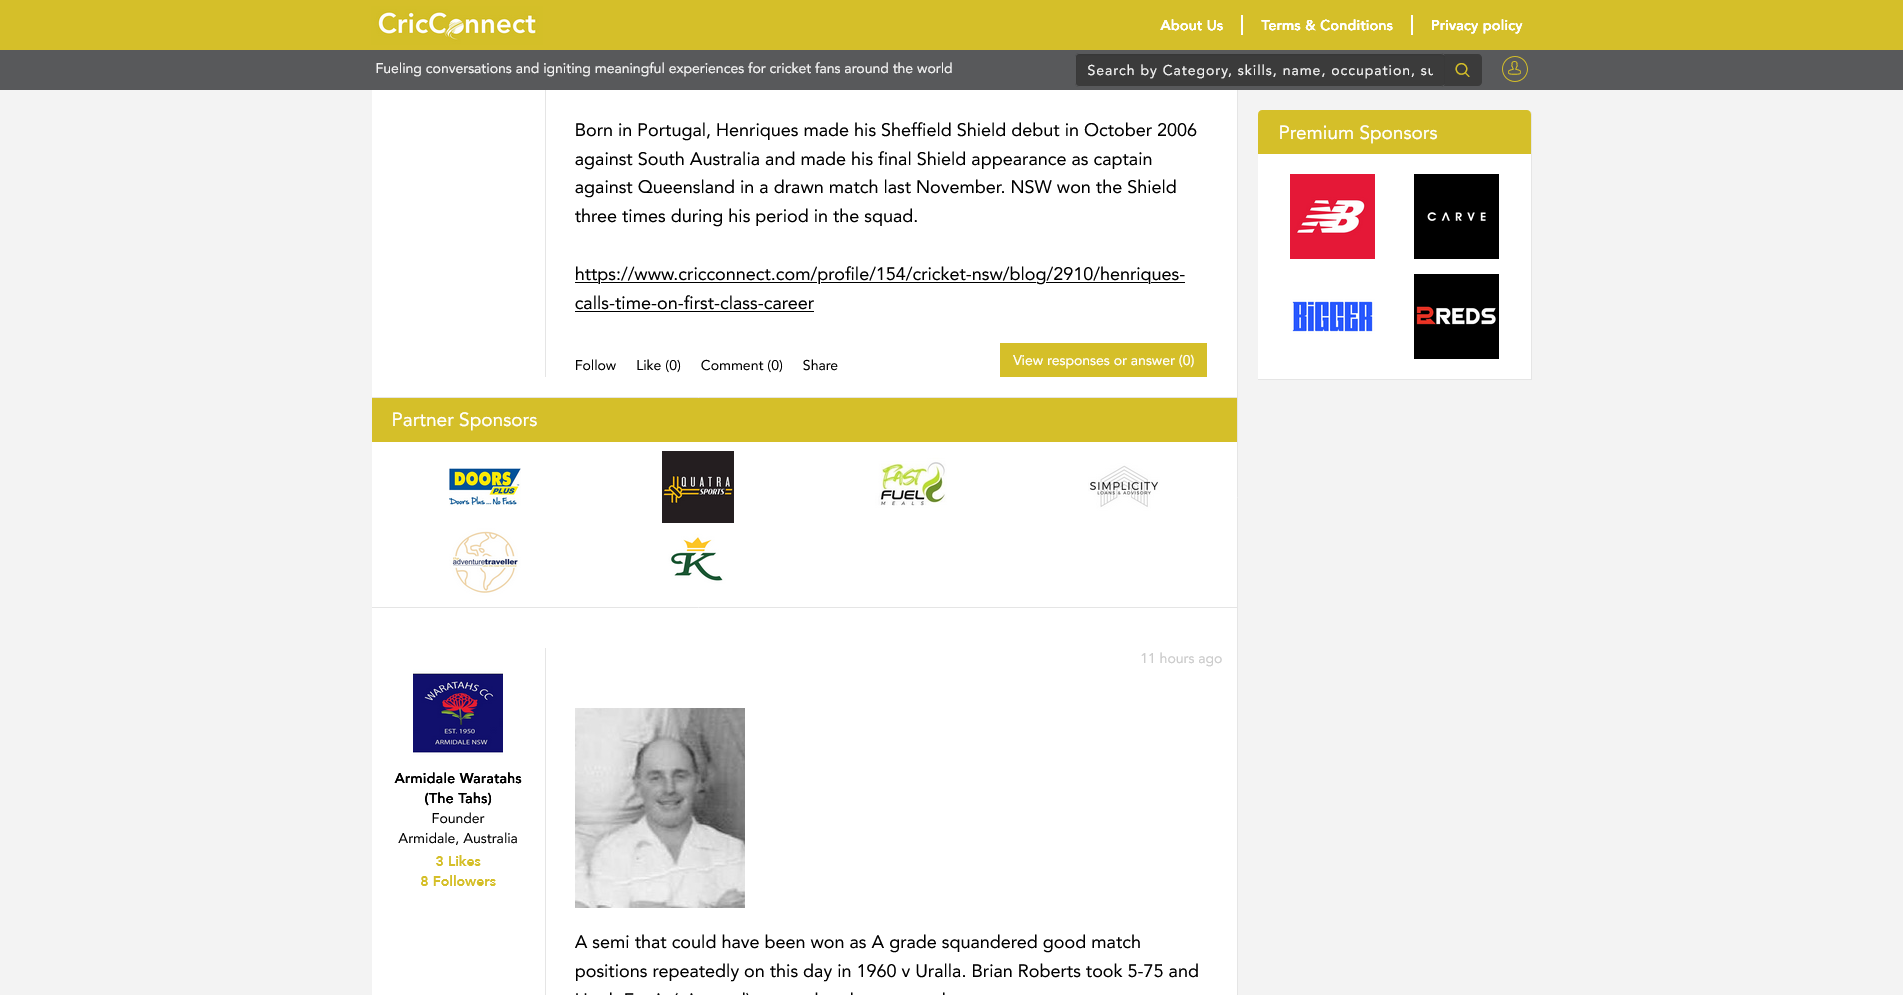 CricConnect
About Us
Terms & Conditions
Privacy policy
Fueling conversations and igniting meaningful experiences for cricket fans around the world
Search by Category, skills, name, occupation, su
Born in Portugal, Henriques made his Sheffield Shield debut in October 2006
against South Australia and made his final Shield appearance as captain
against Queensland in a drawn match last November. NSW won the Shield
three times during his period in the squad.
https://www.cricconnect.com/profile/154/cricket-nsw/blog/2910/henriques-
calls-time-on-first-class-career
Follow Like (0) Comment (0) Share
View responses or answer (0)
Premium Sponsors
NB
CARVE
BiGGER
2REDS
Partner Sponsors
DOORS
PLUS
Doors Plus... No Fuss
QUATRA
SPORTS
FAST
FUEL
MEALS
SIMPLICITY
LOANS & ADVISORY
adventuretraveller
K
11 hours ago
WARATAHS CC
EST. 1950
ARMIDALE NSW
Armidale Waratahs
(The Tahs)
Founder
Armidale, Australia
3 Likes
8 Followers
A semi that could have been won as A grade squandered good match
positions repeatedly on this day in 1960 v Uralla. Brian Roberts took 5-75 and